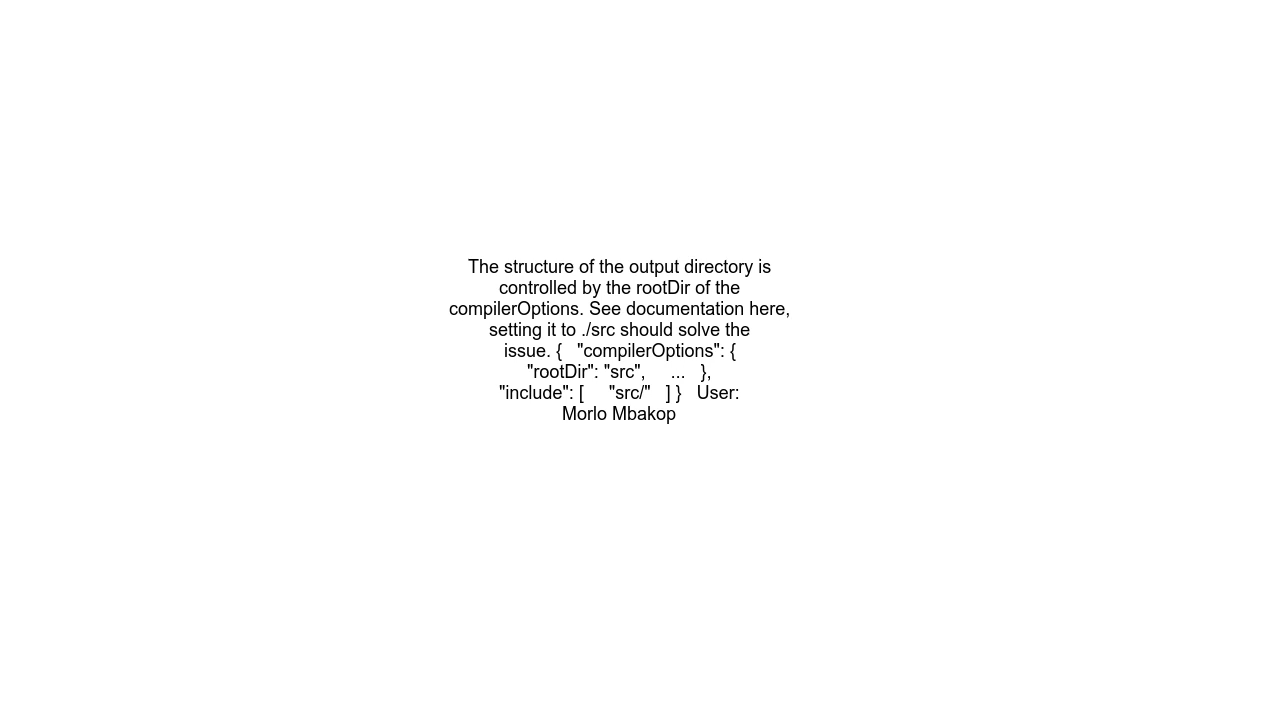 The structure of the output directory is
controlled by the rootDir of the
compilerOptions. See documentation here,
setting it to ./src should solve the
issue. {   "compilerOptions": {
"rootDir": "src",     ...   },
"include": [     "src/"   ] }   User:
Morlo Mbakop